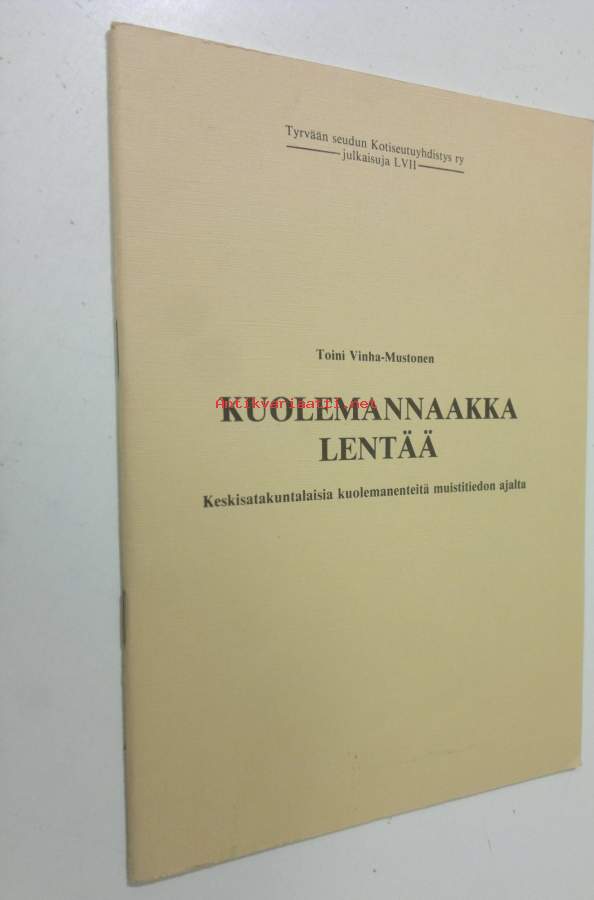 Tyrvään seudun Kotiseutuyhdistys ry
julkaisuja LVII
Toini Vinha-Mustonen
KUOLEMANNAAKKA
Antikvariaatti.net
LENTÄÄ
Keskisatakuntalaisia kuolemanenteitä muistitiedon ajalta